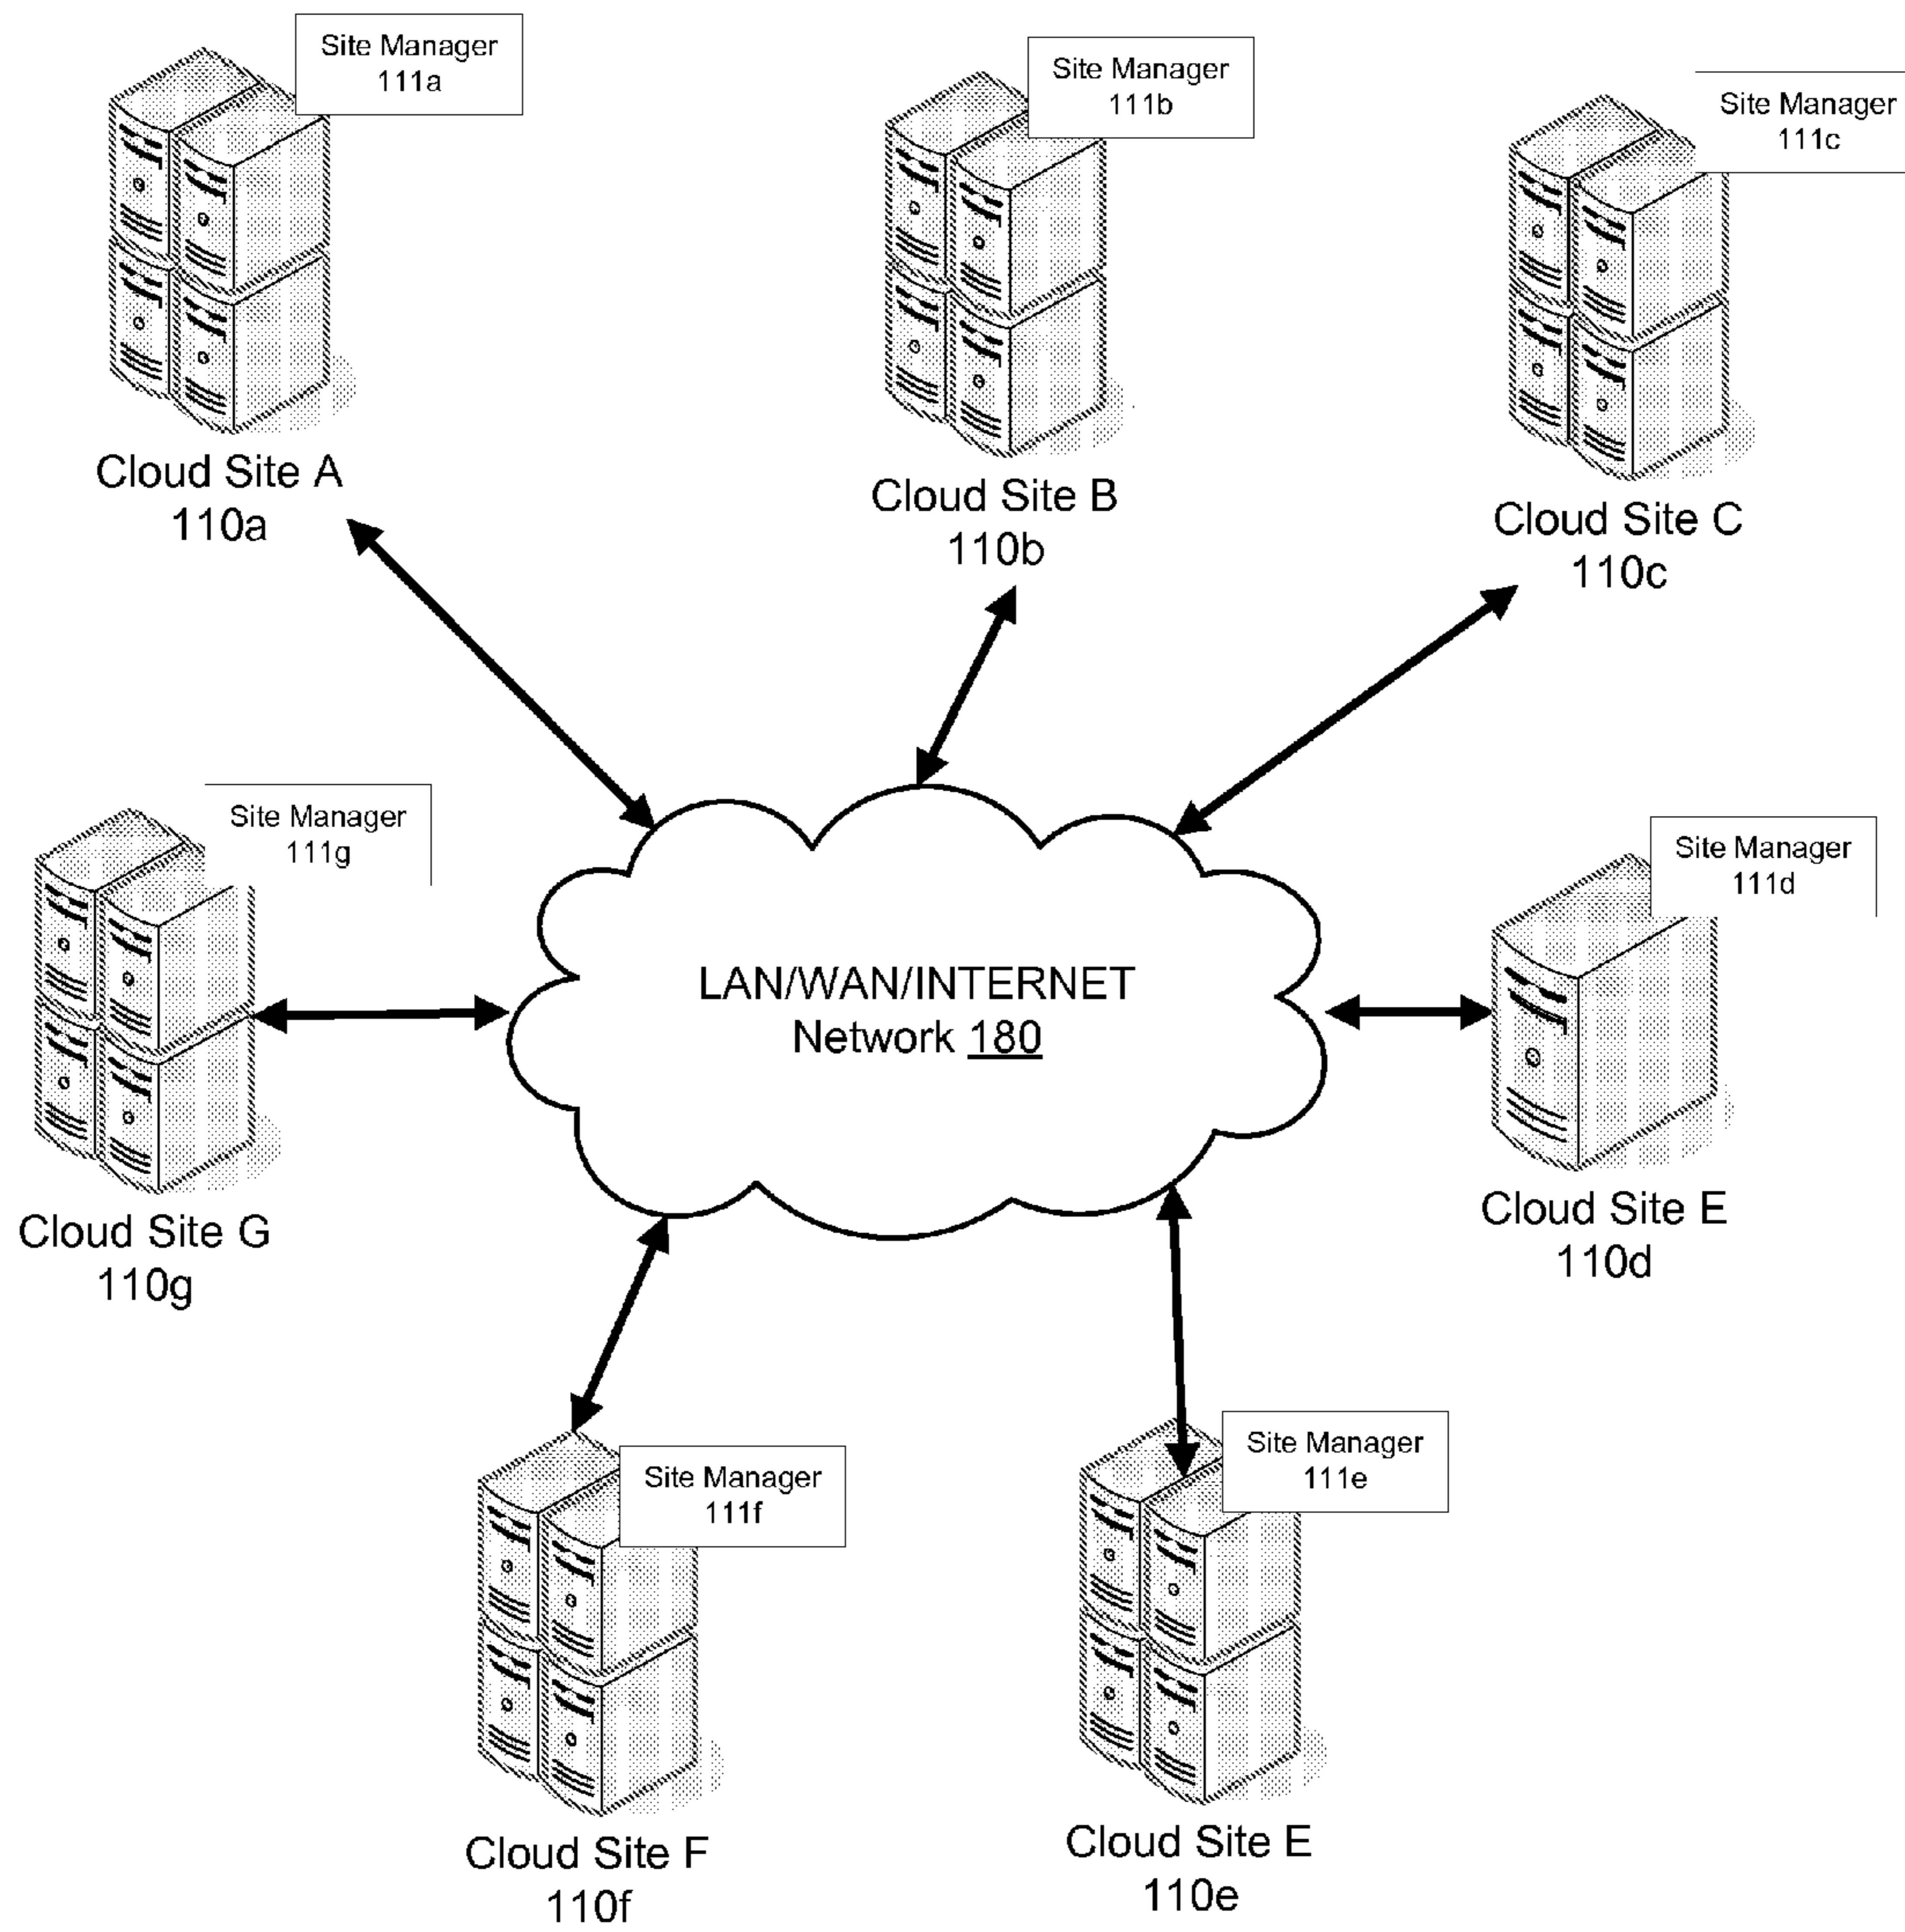 Site Manager
111a
Site Manager
111b
Site Manager
111c
Cloud Site A
110a
Cloud Site B
110b
Cloud Site C
110c
Site Manager
111g
Site Manager
111d
LAN/WAN/INTERNET
Network 180
Cloud Site G
110g
Cloud Site E
110d
Site Manager
111f
Site Manager
111e
Cloud Site F
110f
Cloud Site E
110e